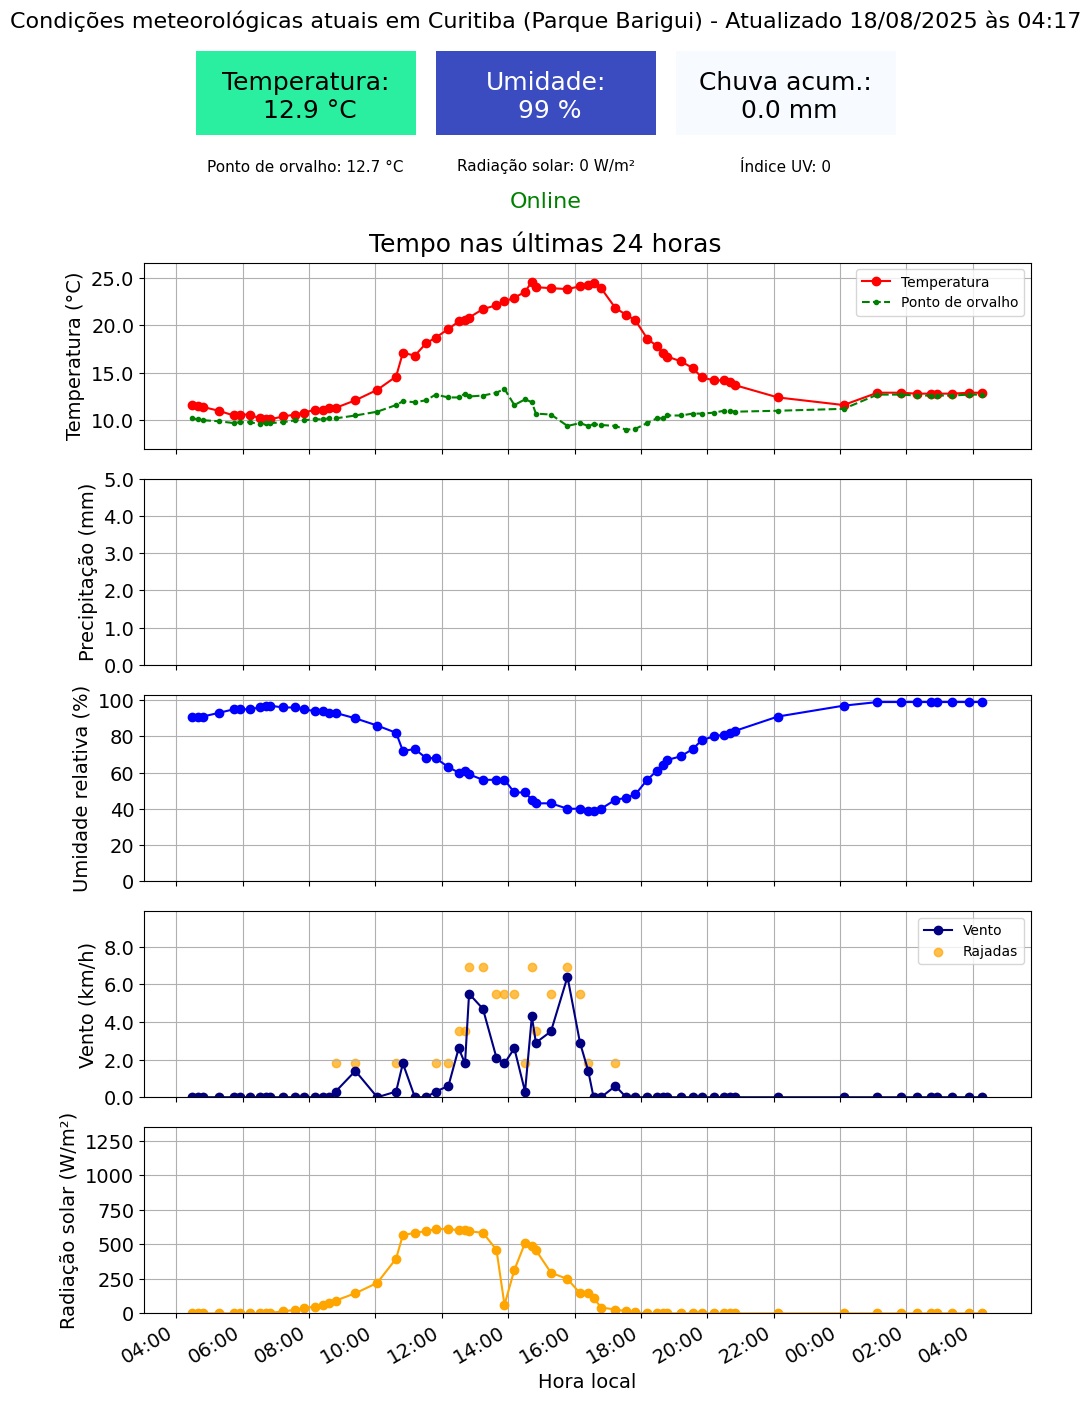 Condições meteorológicas atuais em Curitiba (Parque Barigui) - Atualizado 18/08/2025 às 04:17
Temperatura:
12.9 °C
Umidade:
99 %
Chuva acum.:
0.0 mm
Ponto de orvalho: 12.7 °C
Radiação solar: 0 W/m²
Índice UV: 0
Online
Tempo nas últimas 24 horas
Temperatura (°C)
25.0
20.0
15.0
10.0
Temperatura
Ponto de orvalho
Precipitação (mm)
5.0
4.0
3.0
2.0
1.0
0.0
Umidade relativa (%)
100
80
60
40
20
0
Vento (km/h)
8.0
6.0
4.0
2.0
0.0
Vento
Rajadas
Radiação solar (W/m²)
1250
1000
750
500
250
0
04:00
06:00
08:00
10:00
12:00
14:00
16:00
18:00
20:00
22:00
00:00
02:00
04:00
Hora local